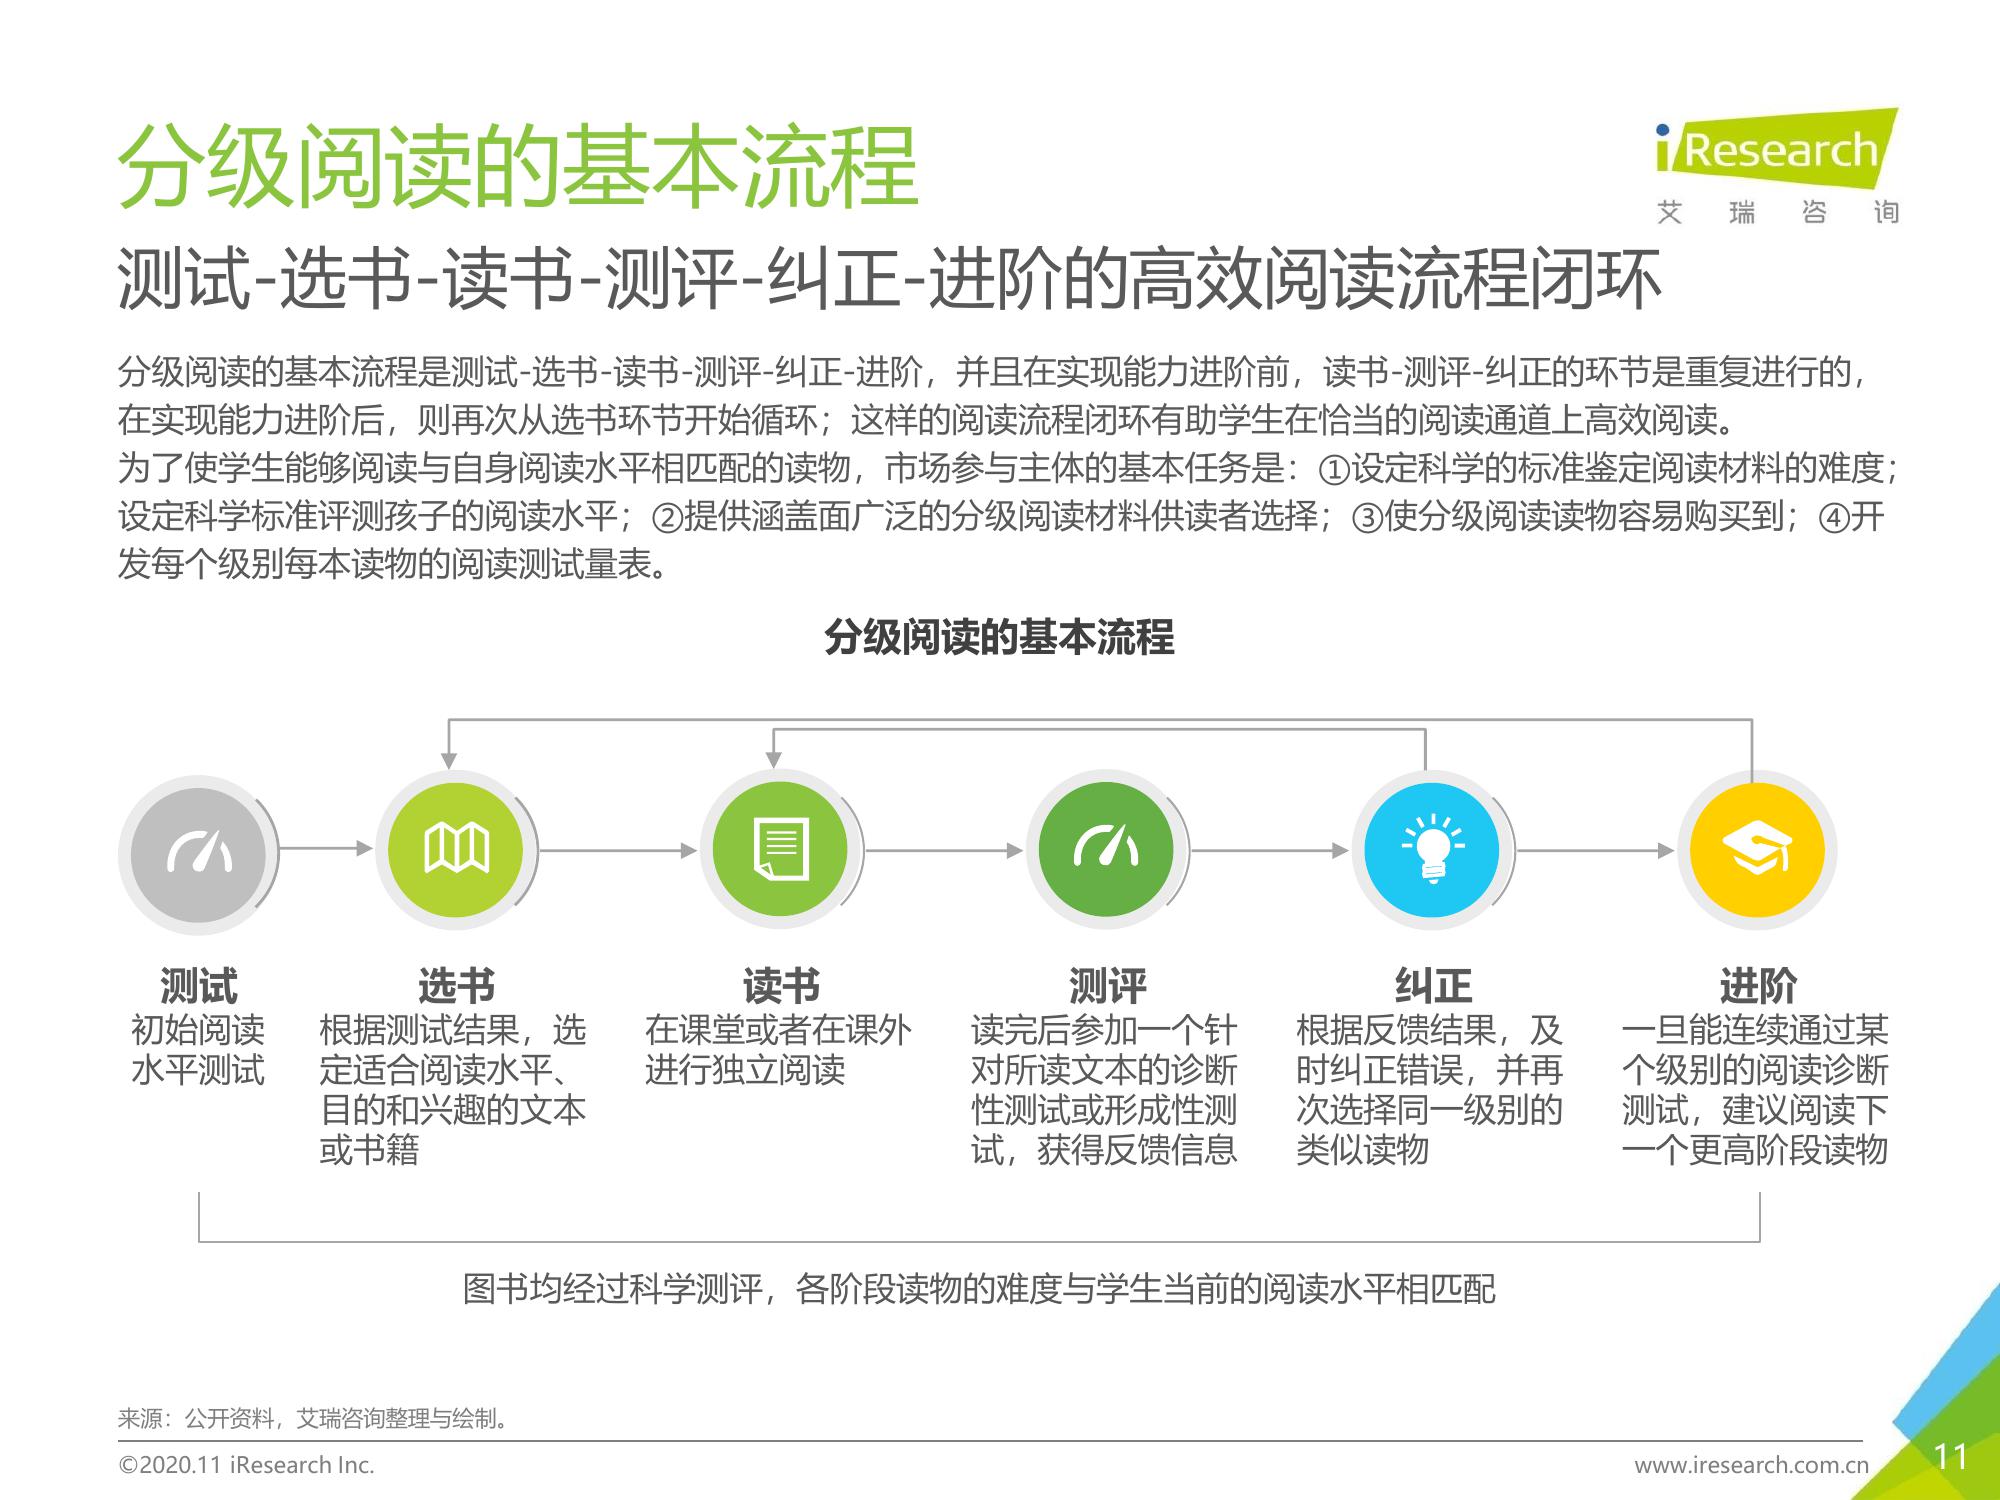 分级阅读的基本流程
iResearch
艾瑞咨询
测试-选书-读书-测评-纠正-进阶的高效阅读流程闭环
分级阅读的基本流程是测试-选书-读书-测评-纠正-进阶，并且在实现能力进阶前，读书-测评-纠正的环节是重复进行的，
在实现能力进阶后，则再次从选书环节开始循环；这样的阅读流程闭环有助学生在恰当的阅读通道上高效阅读。
为了使学生能够阅读与自身阅读水平相匹配的读物，市场参与主体的基本任务是：①设定科学的标准鉴定阅读材料的难度；
设定科学标准评测孩子的阅读水平；②提供涵盖面广泛的分级阅读材料供读者选择；③使分级阅读读物容易购买到；④开
发每个级别每本读物的阅读测试量表。
分级阅读的基本流程
测试
初始阅读
水平测试
选书
根据测试结果，选
定适合阅读水平、
目的和兴趣的文本
或书籍
读书
在课堂或者在课外
进行独立阅读
测评
读完后参加一个针
对所读文本的诊断
性测试或形成性测
试，获得反馈信息
纠正
根据反馈结果，及
时纠正错误，并再
次选择同一级别的
类似读物
进阶
一旦能连续通过某
个级别的阅读诊断
测试，建议阅读下
一个更高阶段读物
图书均经过科学测评，各阶段读物的难度与学生当前的阅读水平相匹配
来源：公开资料，艾瑞咨询整理与绘制。
©2020.11 iResearch Inc.
www.iresearch.com.cn
11